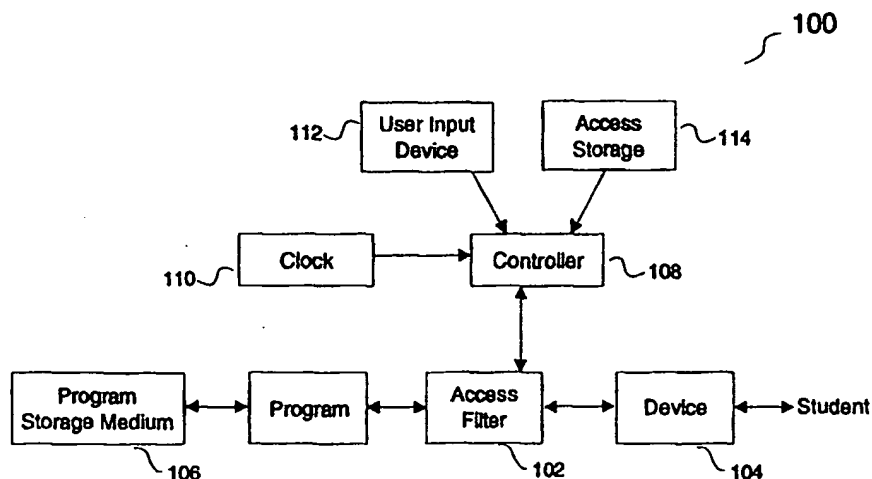 100
112
User Input
Device
Access
Storage
114
110
Clock
Controller
108
Program
Storage Medium
Program
Access
Filter
Device
Student
106
102
104